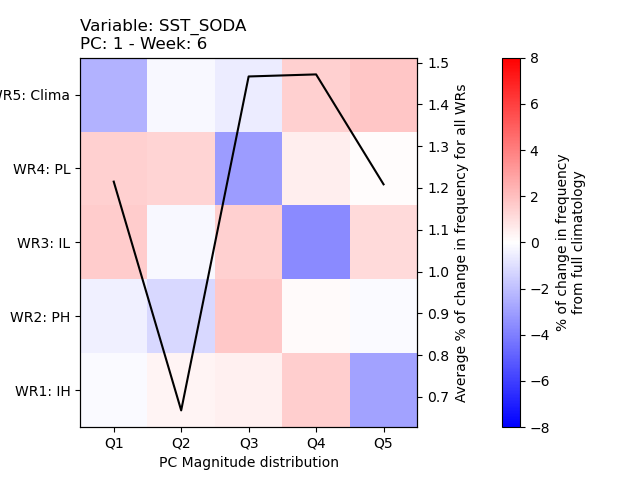 Variable: SST_SODA
PC: 1 - Week: 6
WR5: Clima
WR4: PL
WR3: IL
WR2: PH
WR1: IH
Q1 Q2 Q3 Q4 Q5
PC Magnitude distribution
1.5
1.4
1.3
1.2
1.1
1.0
0.9
0.8
0.7
Average % of change in frequency for all WRs
8
6
4
2
0
−2
−4
−6
−8
% of change in frequency
from full climatology